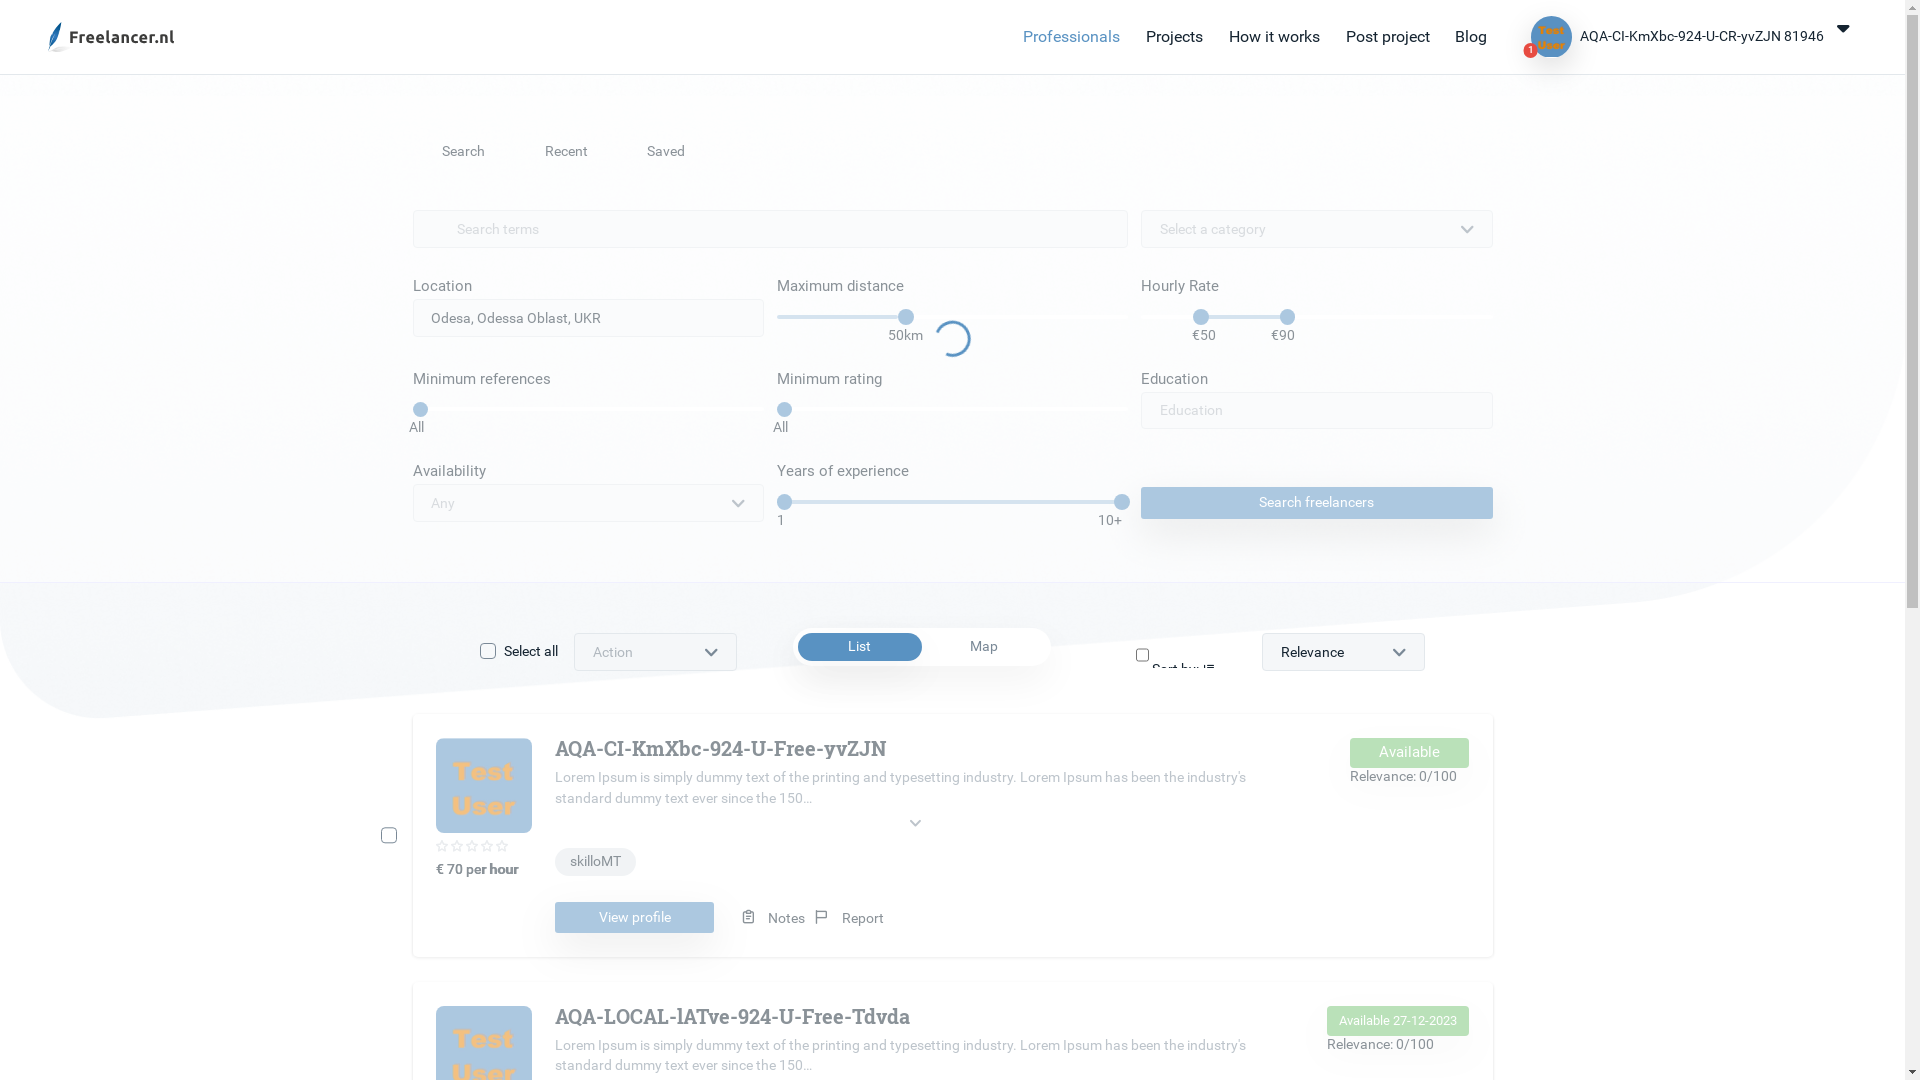 Freelancer.nl
Professionals
Projects
How it works
Post project
Blog
Test
User
1
AQA-CI-KmXbc-924-U-CR-yvZJN 81946
Search
Recent
Saved
Search terms
Select a category
Location
Maximum distance
Hourly Rate
Odesa, Odessa Oblast, UKR
50km
€50
€90
Minimum references
Minimum rating
Education
All
All
Education
Availability
Years of experience
Any
1
10+
Search freelancers
Select all
Action
List
Map
Relevance
AQA-CI-KmXbc-924-U-Free-yvZJN
Available
Test
User
Lorem Ipsum is simply dummy text of the printing and typesetting industry. Lorem Ipsum has been the industry's
standard dummy text ever since the 150...
Relevance: 0/100
€ 70 per hour
skilloMT
View profile
Notes
Report
AQA-LOCAL-lATve-924-U-Free-Tdvda
Available 27-12-2023
Test
User
Lorem Ipsum is simply dummy text of the printing and typesetting industry. Lorem Ipsum has been the industry's
standard dummy text ever since the 150...
Relevance: 0/100